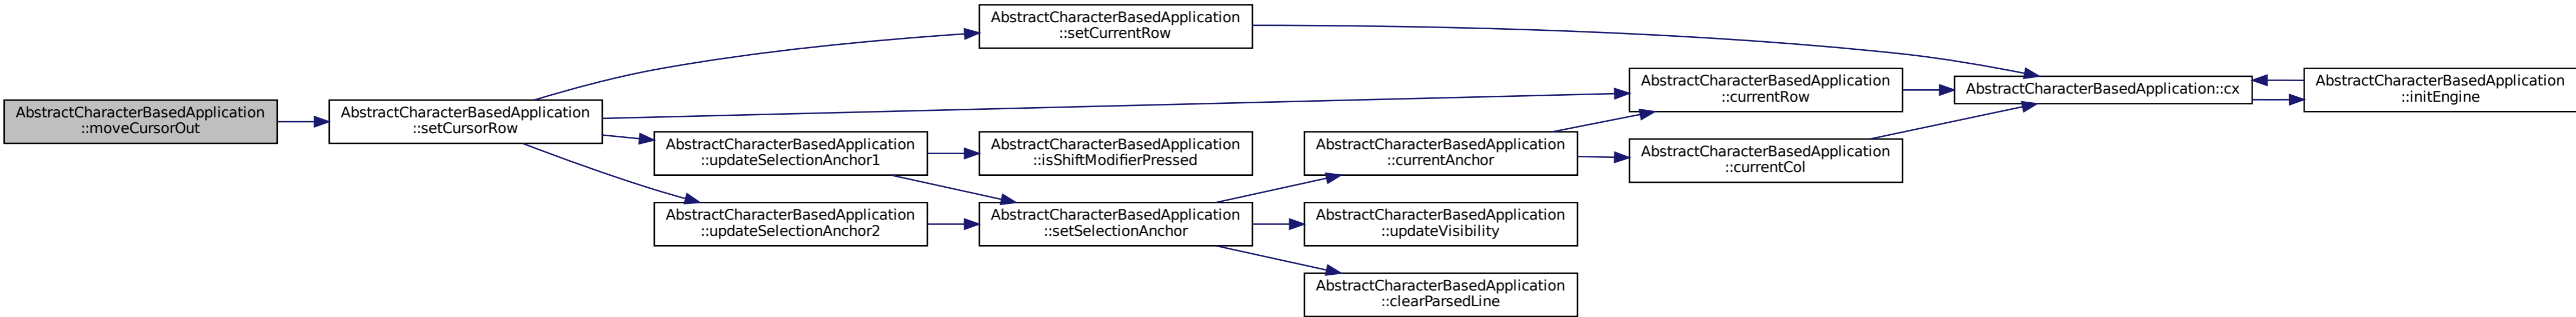 AbstractCharacterBasedApplication
::moveCursorOut
AbstractCharacterBasedApplication
::setCursorRow
AbstractCharacterBasedApplication
::setCurrentRow
AbstractCharacterBasedApplication
::updateSelectionAnchor1
AbstractCharacterBasedApplication
::updateSelectionAnchor2
AbstractCharacterBasedApplication
::isShiftModifierPressed
AbstractCharacterBasedApplication
::setSelectionAnchor
AbstractCharacterBasedApplication
::currentAnchor
AbstractCharacterBasedApplication
::updateVisibility
AbstractCharacterBasedApplication
::clearParsedLine
AbstractCharacterBasedApplication
::currentRow
AbstractCharacterBasedApplication
::currentCol
AbstractCharacterBasedApplication::cx
AbstractCharacterBasedApplication
::initEngine